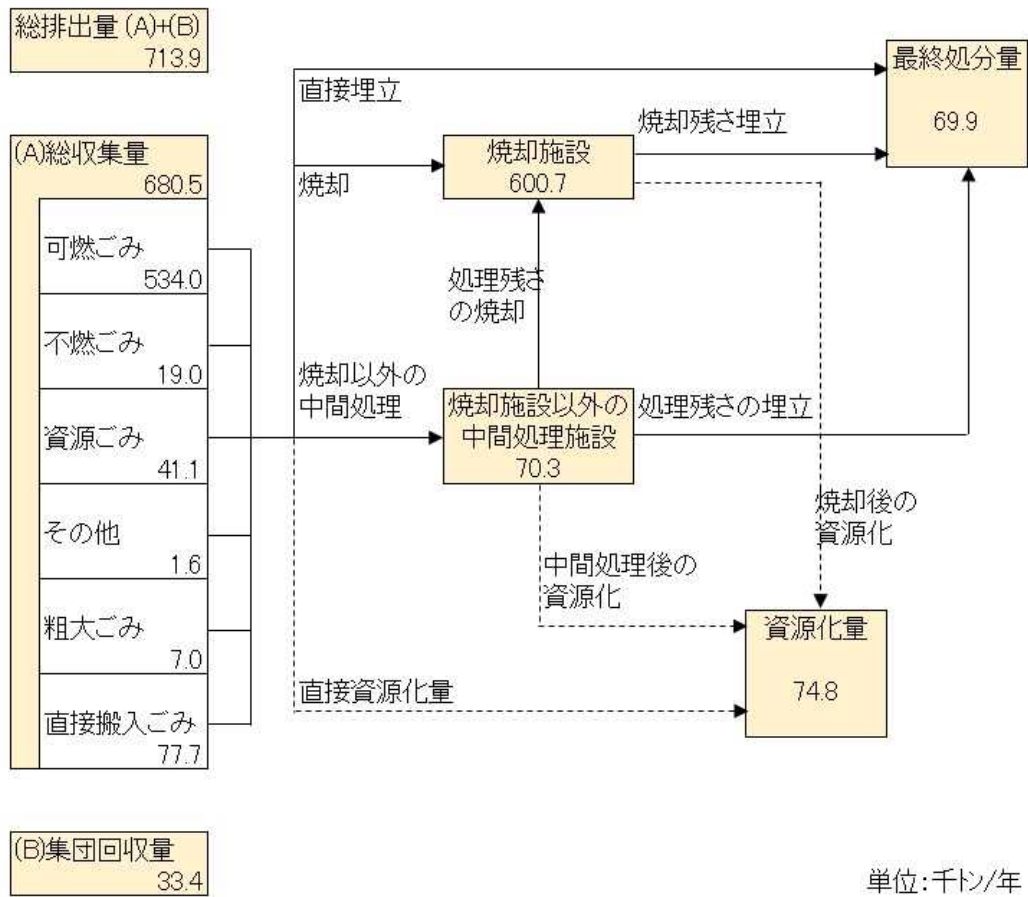 総排出量 (A)+(B)
713.9
(A)総収集量
680.5
可燃ごみ
534.0
不燃ごみ
19.0
資源ごみ
41.1
その他
1.6
粗大ごみ
7.0
直接搬入ごみ
77.7
(B)集団回収量
33.4
直接埋立
焼却
焼却以外の
中間処理
直接資源化量
焼却施設
600.7
処理残さ
の焼却
焼却施設以外の
中間処理施設
70.3
中間処理後の
資源化
焼却残さ埋立
処理残さの埋立
焼却後の
資源化
最終処分量
69.9
資源化量
74.8
単位:千トン/年